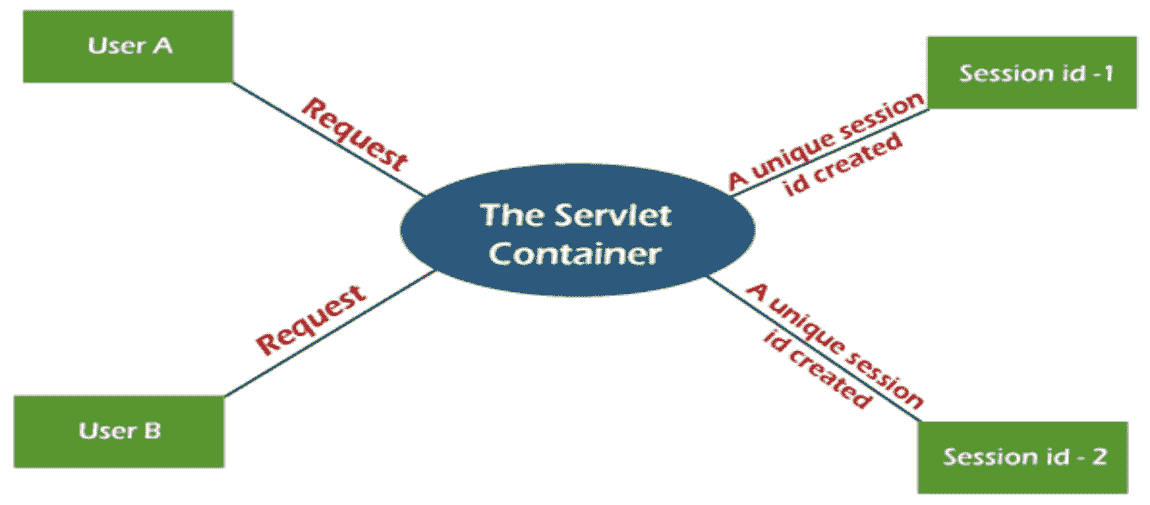 User A
Session id -1
Request
A unique session
id created
The Servlet
Container
Request
A unique session
id created
User B
Session id - 2